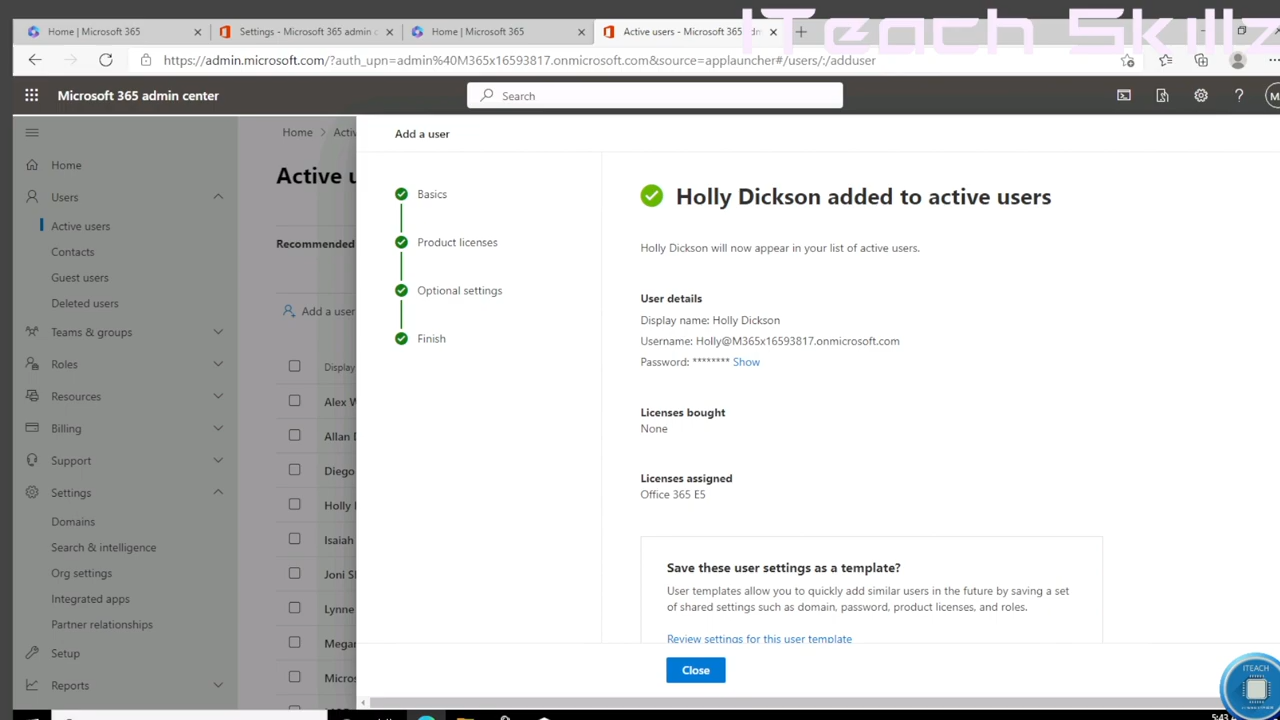 ITeach Skillz
Home | Microsoft 365
Settings - Microsoft 365 admin c
Home | Microsoft 365
Active users - Microsoft 365 adm
https://admin.microsoft.com/?auth_upn=admin%40M365x16593817.onmicrosoft.com&source=applauncher#/users/:/adduser
Microsoft 365 admin center
Search
M
Home
Users
Active users
Contacts
Guest users
Deleted users
Teams & groups
Roles
Resources
Billing
Support
Settings
Domains
Search & intelligence
Org settings
Integrated apps
Partner relationships
Setup
Reports
Home > Activ
Active u
Recommended
Add a user
Display
Alex W
Allan D
Diego
Holly
Isaiah
Joni Sh
Lynne
Megan
Micros
Add a user
Basics
Product licenses
Optional settings
Finish
Holly Dickson added to active users
Holly Dickson will now appear in your list of active users.
User details
Display name: Holly Dickson
Username: Holly@M365x16593817.onmicrosoft.com
Password: ******** Show
Licenses bought
None
Licenses assigned
Office 365 E5
Save these user settings as a template?
User templates allow you to quickly add similar users in the future by saving a set
of shared settings such as domain, password, product licenses, and roles.
Review settings for this user template
Close
ITEACH
5:43